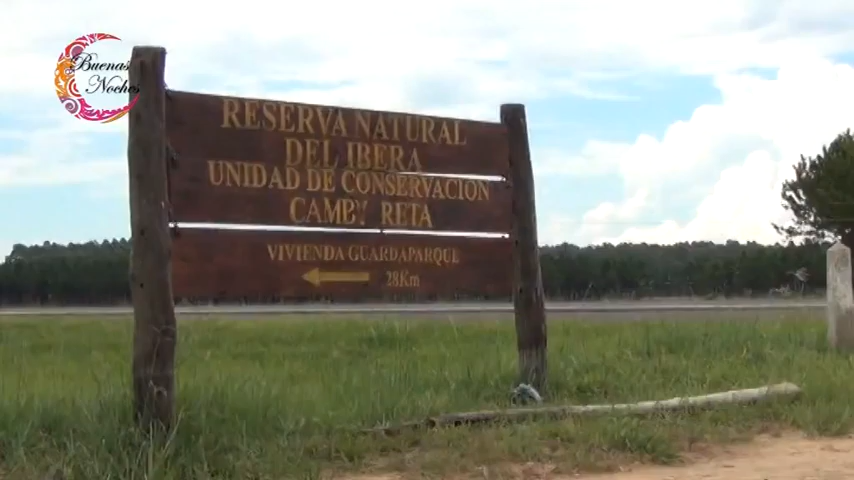 Buenas
Noches
RESERVA NATURAL
DEL IBERA
UNIDAD DE CONSERVACION
CAMBY RETA
VIVIENDA GUARDAPARQUE
28Km